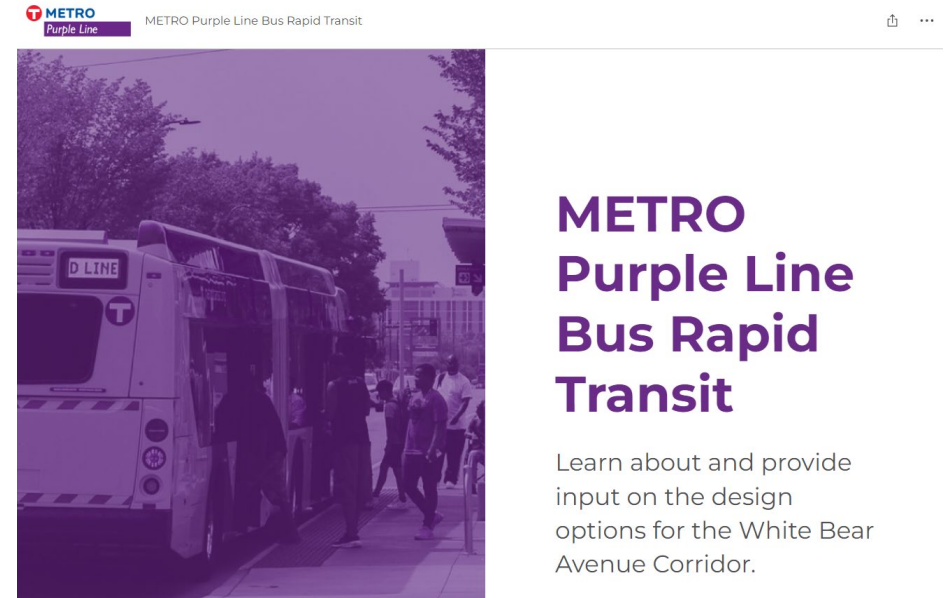 T METRO
Purple Line
METRO Purple Line Bus Rapid Transit
D LINE
T
METRO
Purple Line
Bus Rapid
Transit
Learn about and provide
input on the design
options for the White Bear
Avenue Corridor.